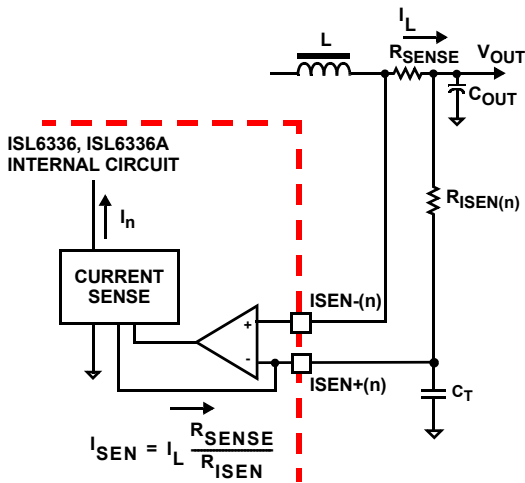 I_L
L
R_SENSE
V_OUT
C_OUT
ISL6336, ISL6336A
INTERNAL CIRCUIT
I_n
R_ISEN(n)
CURRENT
SENSE
+
-
ISEN-(n)
ISEN+(n)
C_T
I_SEN = I_L R_SENSE / R_ISEN